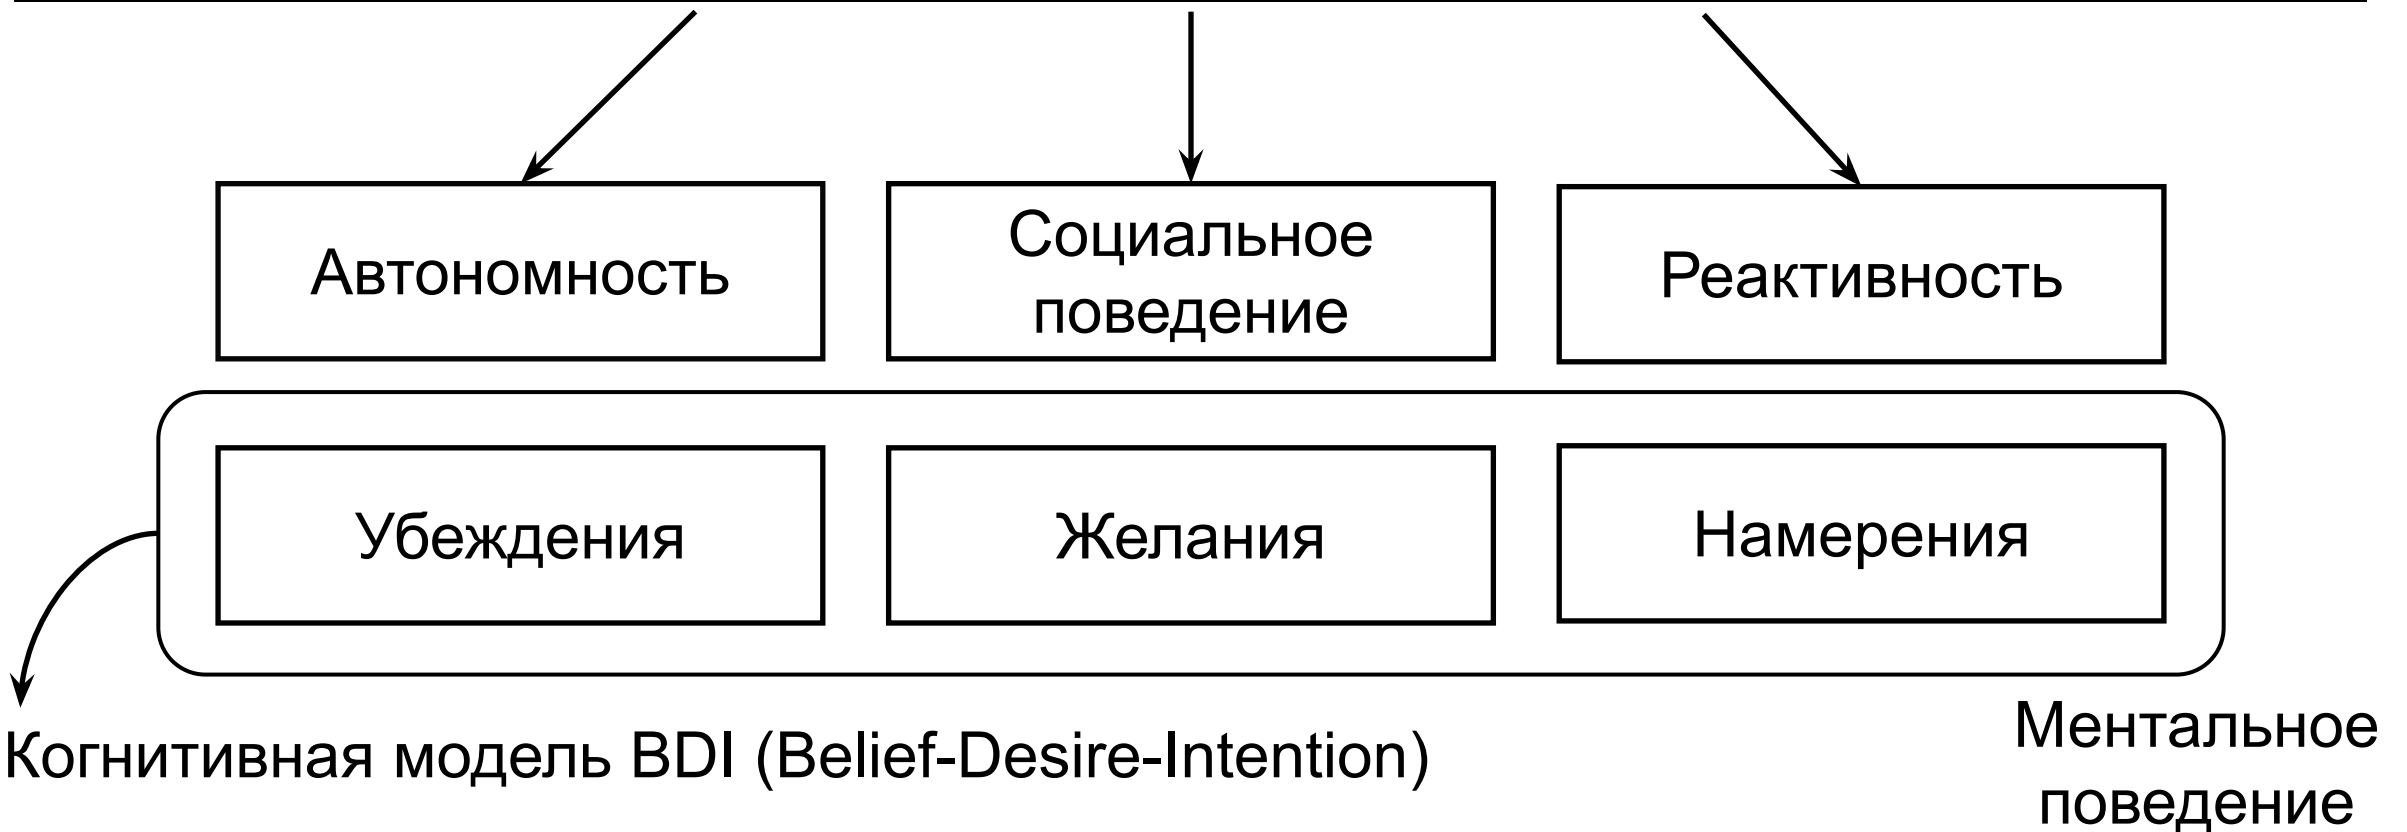 Автономность
Социальное
поведение
Реактивность
Убеждения
Желания
Намерения
Когнитивная модель BDI (Belief-Desire-Intention)
Ментальное
поведение